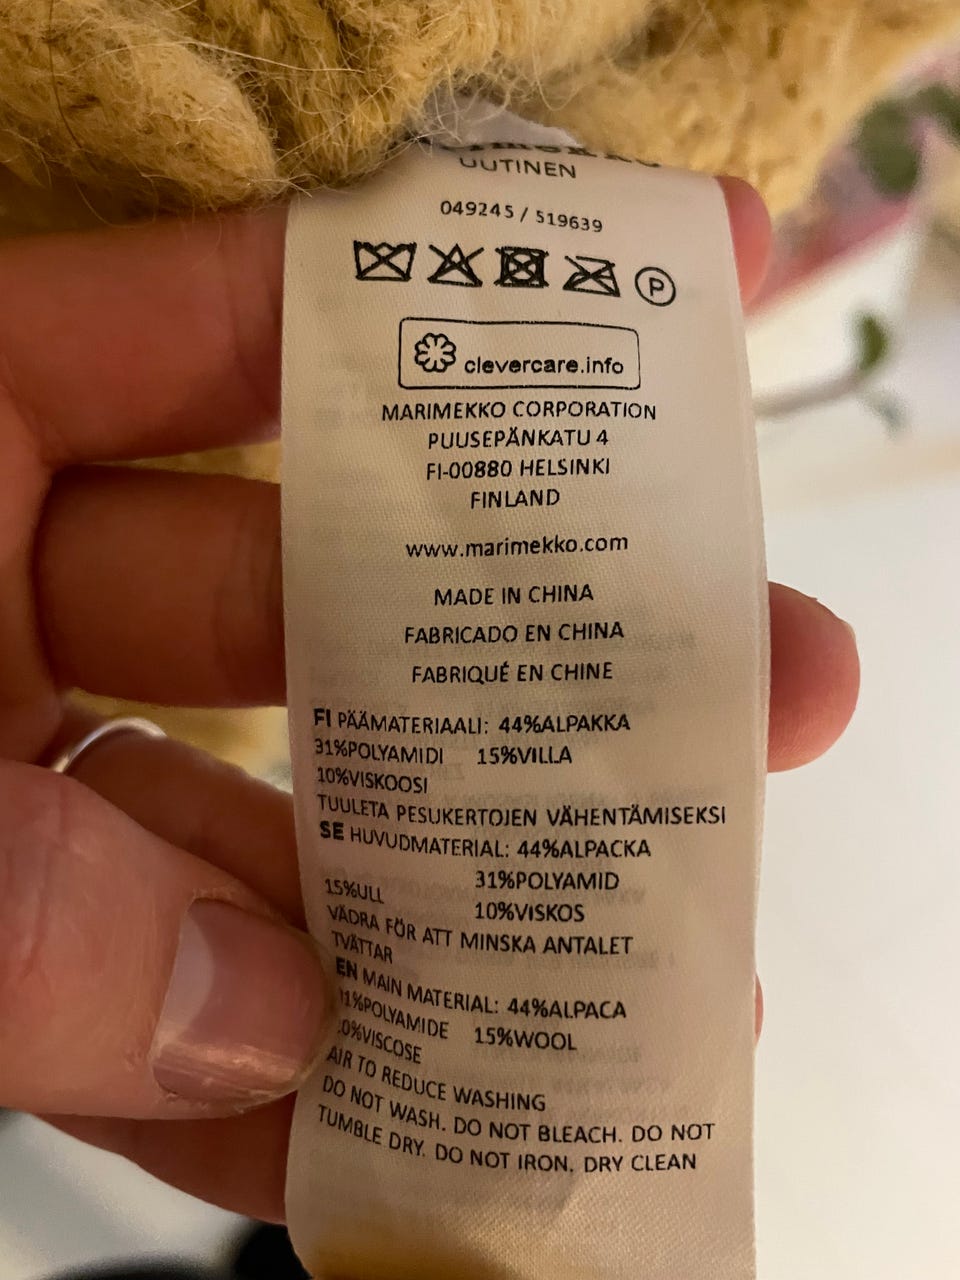 UUTINEN
049245 / 519639
P
clevercare.info
MARIMEKKO CORPORATION
PUUSEPÄNKATU 4
FI-00880 HELSINKI
FINLAND
www.marimekko.com
MADE IN CHINA
FABRICADO EN CHINA
FABRIQUÉ EN CHINE
FI PÄÄMATERIAALI: 44%ALPAKKA
31%POLYAMIDI 15%VILLA
10%VISKOOSI
TUULETA PESUKERTOJEN VÄHENTÄMISEKSI
SE HUVUDMATERIAL: 44%ALPACKA
31%POLYAMID
15%ULL 10%VISKOS
VÄDRA FÖR ATT MINSKA ANTALET
TVÄTTAR
EN MAIN MATERIAL: 44%ALPACA
1%POLYAMIDE 15%WOOL
0%VISCOSE
AIR TO REDUCE WASHING
DO NOT WASH. DO NOT BLEACH. DO NOT
TUMBLE DRY. DO NOT IRON. DRY CLEAN